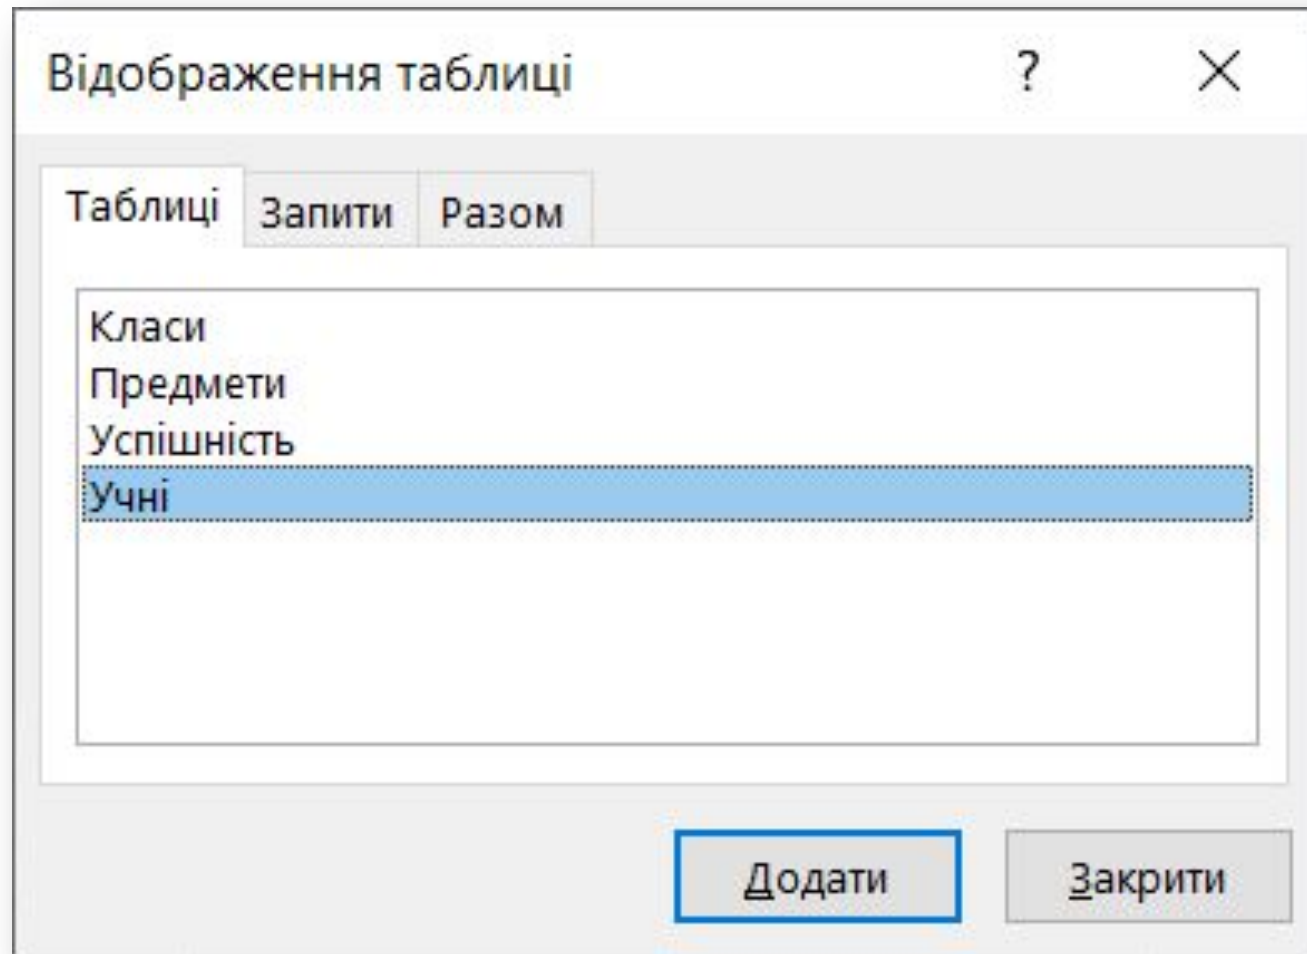 Відображення таблиці ?
Таблиці Запити Разом
Класи
Предмети
Успішність
Учні
Додати Закрити